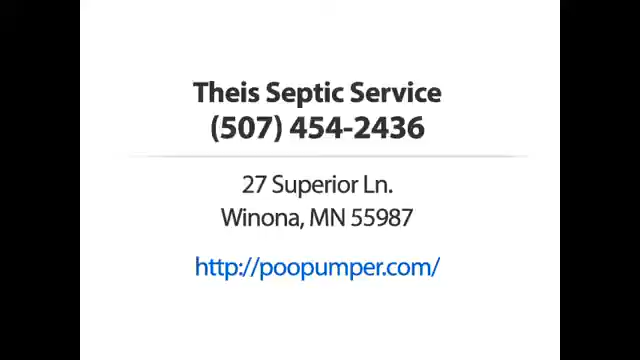 Theis Septic Service
(507) 454-2436
27 Superior Ln.
Winona, MN 55987
http://poopumper.com/